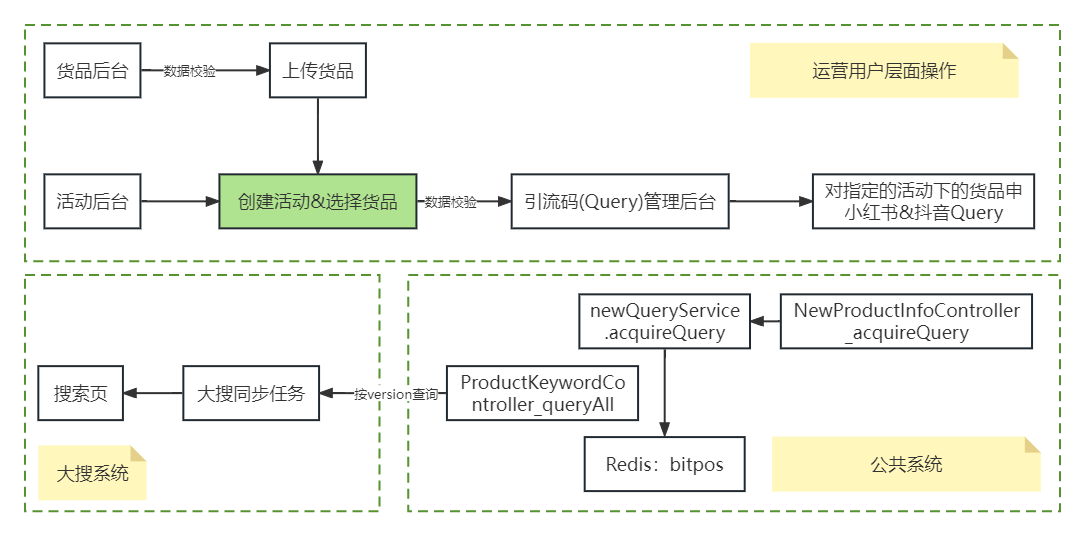 货品后台
数据校验
上传货品
运营用户层面操作
活动后台
创建活动&选择货品
数据校验
引流码(Query)管理后台
对指定的活动下的货品申
小红书&抖音Query
newQueryService
.acquireQuery
NewProductInfoController
_acquireQuery
搜索页
大搜同步任务
按version查询
ProductKeywordCo
ntroller_queryAll
大搜系统
Redis：bitpos
公共系统